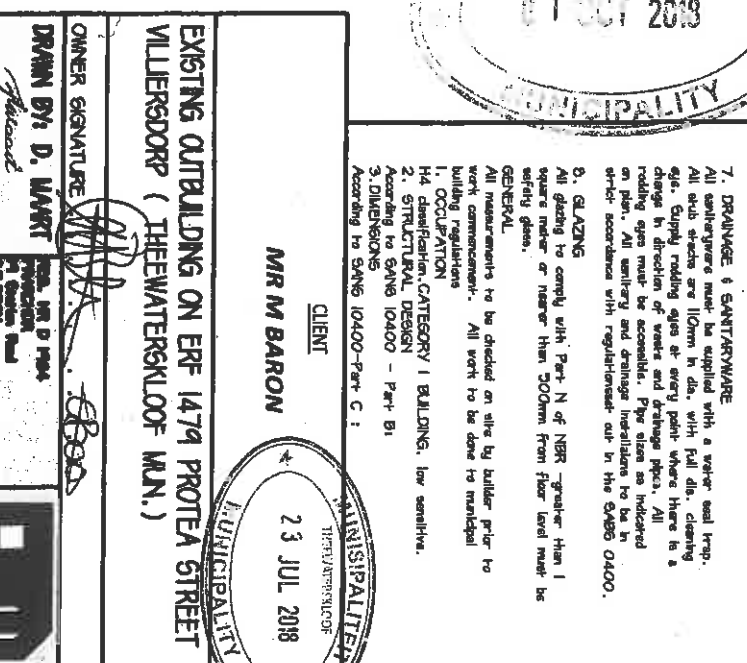 7. DRAINAGE & SANITARYWARE
All sanitaryware must be supplied with a water seal trap.
All stub stacks are 110mm in dia. with full dia. cleaning
eye. Supply rodding eyes at every point where there is a
change in direction of waste and drainage pipes. All
rodding eyes must be accessible. Pipe sizes as indicated
on plan. All sanitary and drainage installations to be in
strict accordance with regulationsset out in the SABS 0400.
8. GLAZING
All glazing to comply with Part N of NBR -greater than 1
square meter or nearer than 500mm from floor level must be
safety glass.
GENERAL
All measurements to be checked on site by builder prior to
work commencement. All work to be done to municipal
building regulations
1. OCCUPATION
H4 classification.CATEGORY 1 BUILDING, low sensitive.
2. STRUCTURAL DESIGN
According to SANS 10400 - Part B:
3.DIMENSIONS
According to SANS 10400-Part C :
CLIENT
MR M BARON
EXISTING OUTBUILDING ON ERF 1479 PROTEA STREET
VILLIERSDORP ( THEEWATERSKLOOF MUN.)
OWNER SIGNATURE
DRAWN BY: D. MAART
OCT 2018
MUNICIPALITY
MUNISIPALITEIT
THEEWATERSKLOOF
23 JUL 2018
MUNICIPALITY